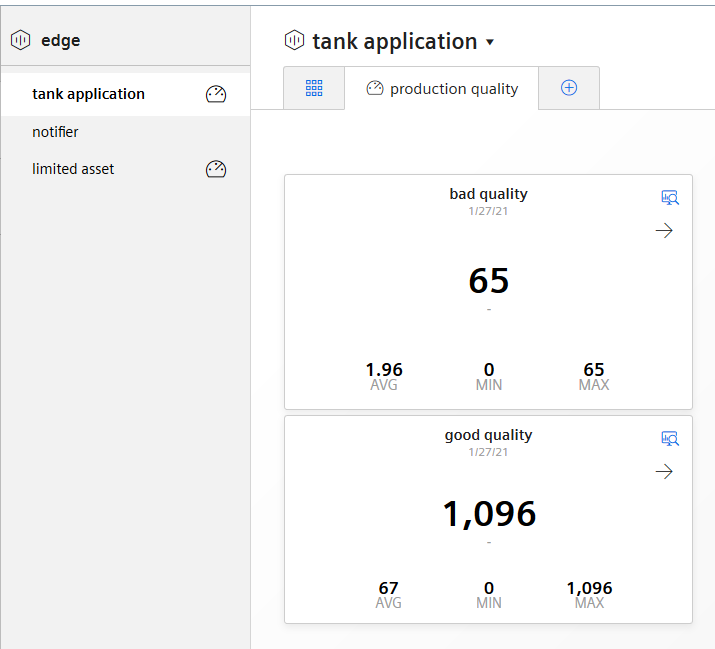 edge
tank application
notifier
limited asset
tank application
production quality
bad quality
1/27/21
65
-
1.96 0 65
AVG MIN MAX
good quality
1/27/21
1,096
-
67 0 1,096
AVG MIN MAX